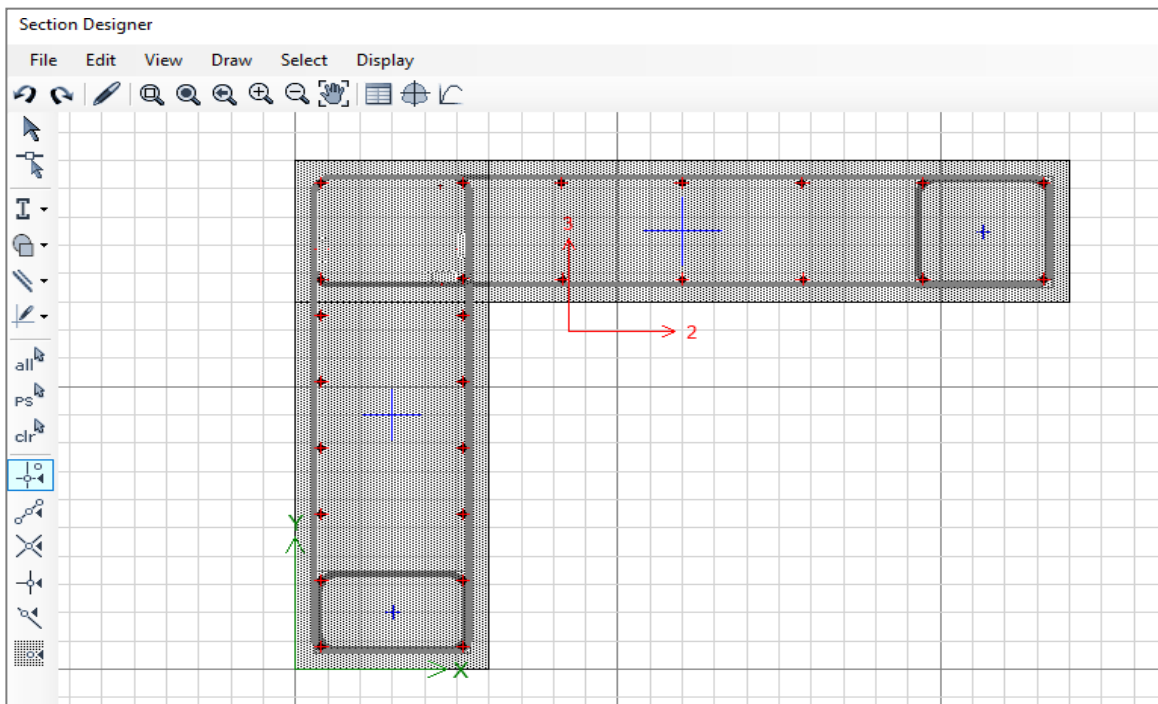 Section Designer
File Edit View Draw Select Display
all
PS
clr
3
2
Y
X